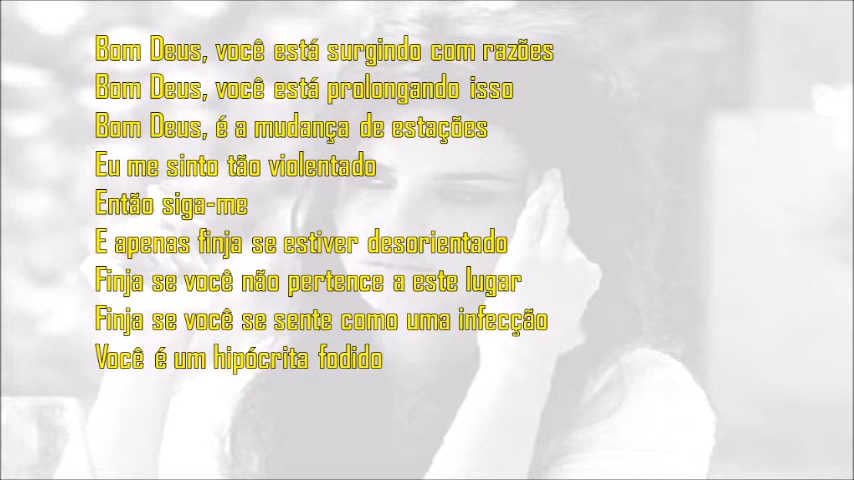 Bom Deus, você está surgindo com razões
Bom Deus, você está prolongando isso
Bom Deus, é a mudança de estações
Eu me sinto tão violentado
Então siga-me
E apenas finja se estiver desorientado
Finja se você não pertence a este lugar
Finja se você se sente como uma infecção
Você é um hipócrita fodido